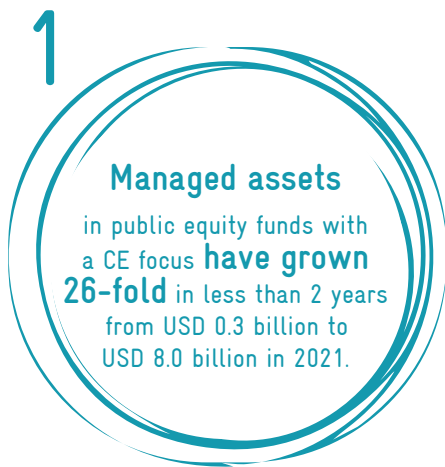 1
Managed assets
in public equity funds with
a CE focus have grown
26-fold in less than 2 years
from USD 0.3 billion to
USD 8.0 billion in 2021.